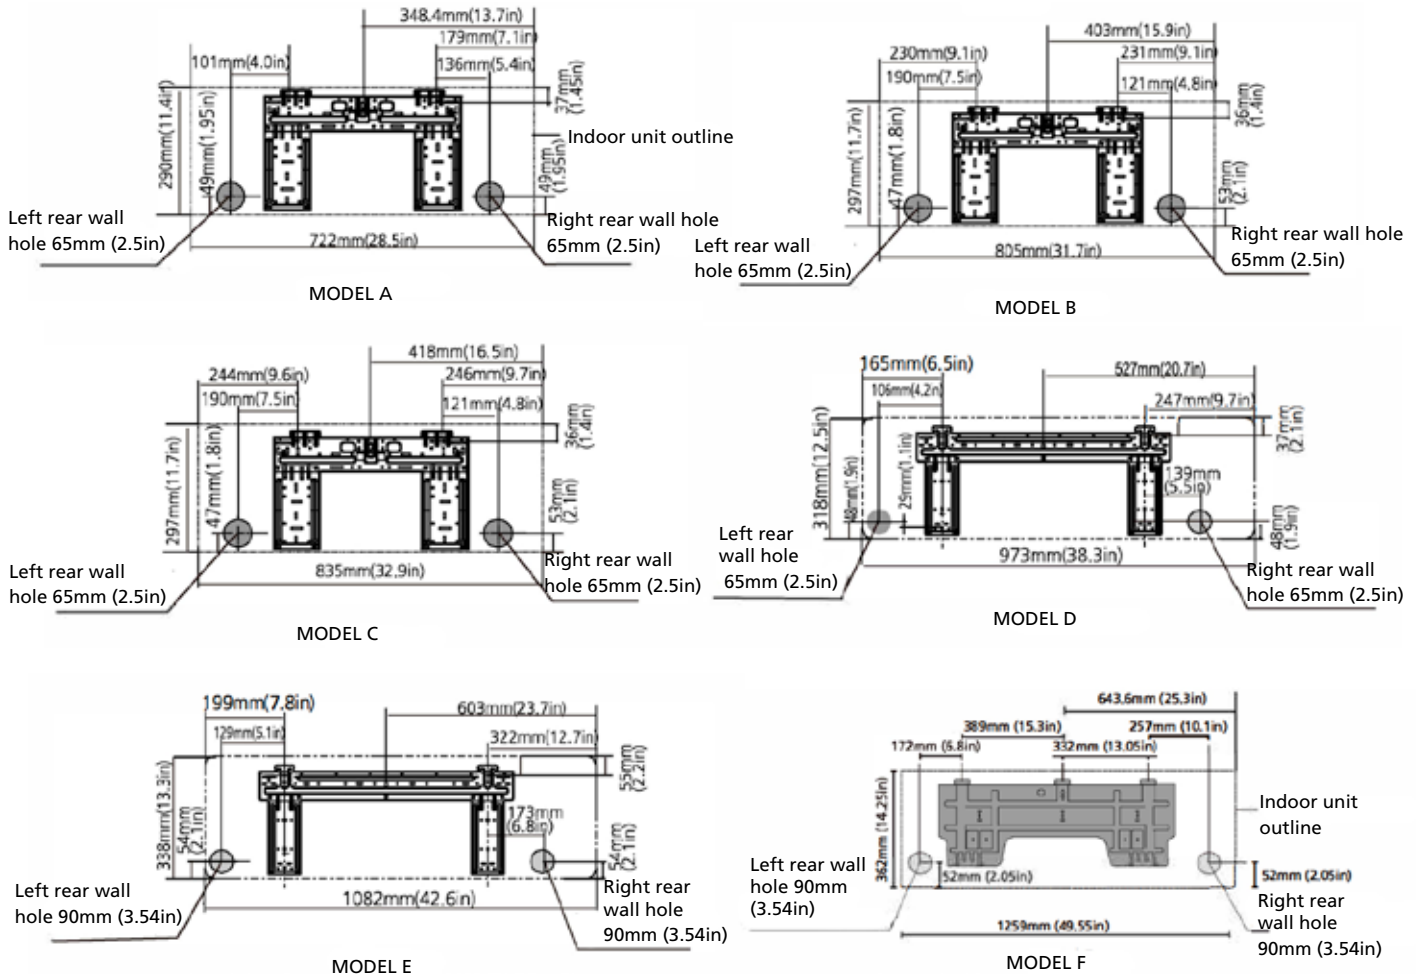 348.4mm(13.7in)
179mm(7.1in)
101mm(4.0in)
136mm(5.4in)
37mm
(1.45in)
290mm(11.4in)
49mm(1.95in)
Indoor unit outline
49mm
(1.95in)
Left rear wall
hole 65mm (2.5in)
Right rear wall hole
65mm (2.5in)
722mm(28.5in)
MODEL A
403mm(15.9in)
230mm(9.1in)
231mm(9.1in)
190mm(7.5in)
121mm(4.8in)
36mm
(1.4in)
297mm(11.7in)
47mm(1.8in)
53mm
(2.1in)
Left rear wall
hole 65mm (2.5in)
Right rear wall hole
65mm (2.5in)
805mm(31.7in)
MODEL B
418mm(16.5in)
244mm(9.6in)
246mm(9.7in)
190mm(7.5in)
121mm(4.8in)
36mm
(1.4in)
297mm(11.7in)
47mm(1.8in)
53mm
(2.1in)
Left rear wall
hole 65mm (2.5in)
Right rear wall
hole 65mm (2.5in)
835mm(32,9in)
MODEL C
165mm(6.5in)
527mm(20.7in)
106mm(4.2in)
247mm(9.7in)
37mm
(2.1in)
318mm(12.5in)
48mm(1.9in)
29mm(1.1in)
139mm
(5.5in)
48mm
(1.9in)
Left rear
wall hole
65mm (2.5in)
Right rear wall
hole 65mm (2.5in)
973mm(38.3in)
MODEL D
199mm(7.8in)
603mm(23.7in)
129mm(5.1in)
322mm(12.7in)
55mm
(2.2in)
338mm(13.3in)
54mm
(2.1in)
173mm
(6.8in)
54mm
(2.1in)
Left rear wall
hole 90mm (3.54in)
Right rear
wall hole
90mm (3.54in)
1082mm(42.6in)
MODEL E
643,6mm (25.3in)
389mm (15.3in)
257mm (10.1in)
172mm (6.8in)
332mm (13.05in)
362mm (14.25in)
Indoor unit
outline
Left rear wall
hole 90mm
(3.54in)
52mm (2.05in)
52mm (2.05in)
Right rear
wall hole
90mm (3.54in)
1259mm (49.55in)
MODEL F